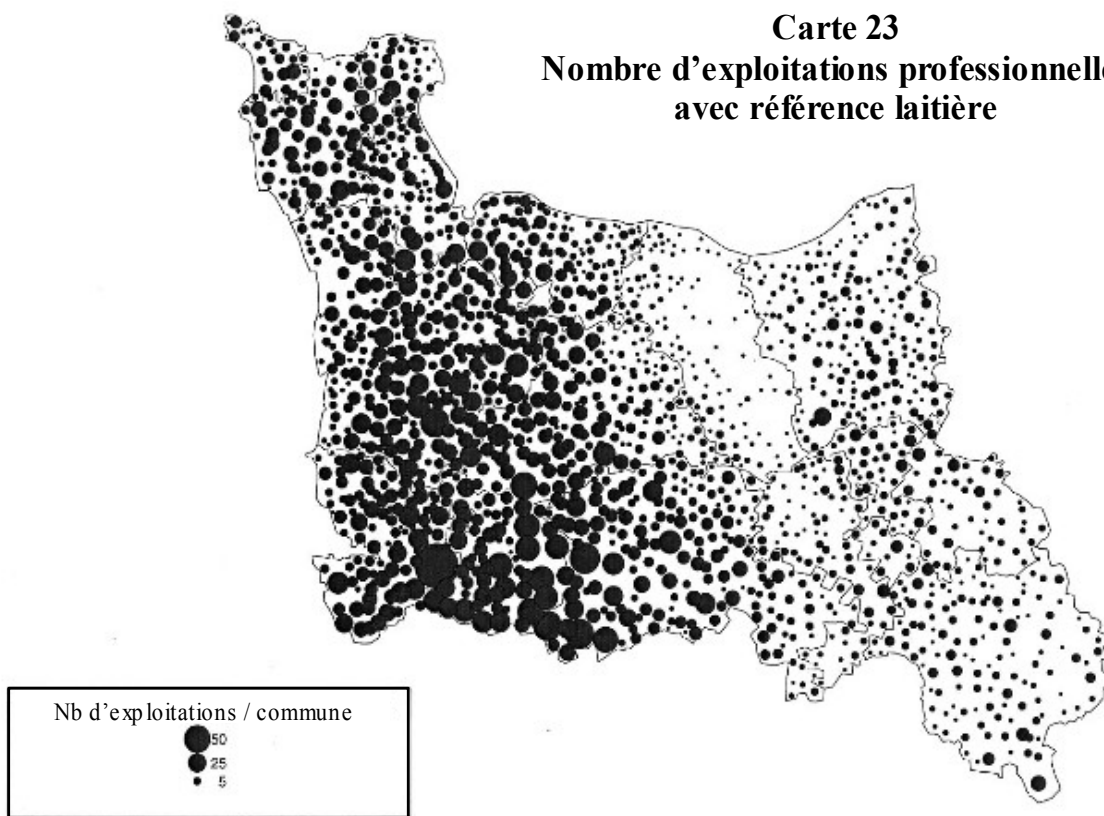 Carte 23
Nombre d'exploitations professionnelle
avec référence laitière
Nb d'exploitations / commune
50
25
5